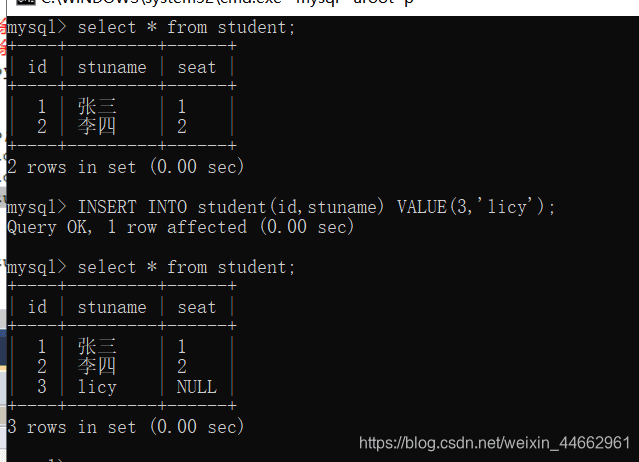 C:\WINDOWS\system32\cmd.exe - mysql -uroot -p
mysql> select * from student;
+----+---------+------+
| id | stuname | seat |
+----+---------+------+
| 1 | 张三 | 1 |
| 2 | 李四 | 2 |
+----+---------+------+
2 rows in set (0.00 sec)
mysql> INSERT INTO student(id,stuname) VALUE(3,'licy');
Query OK, 1 row affected (0.00 sec)
mysql> select * from student;
+----+---------+------+
| id | stuname | seat |
+----+---------+------+
| 1 | 张三 | 1 |
| 2 | 李四 | 2 |
| 3 | licy | NULL |
+----+---------+------+
3 rows in set (0.00 sec)
https://blog.csdn.net/weixin_44662961